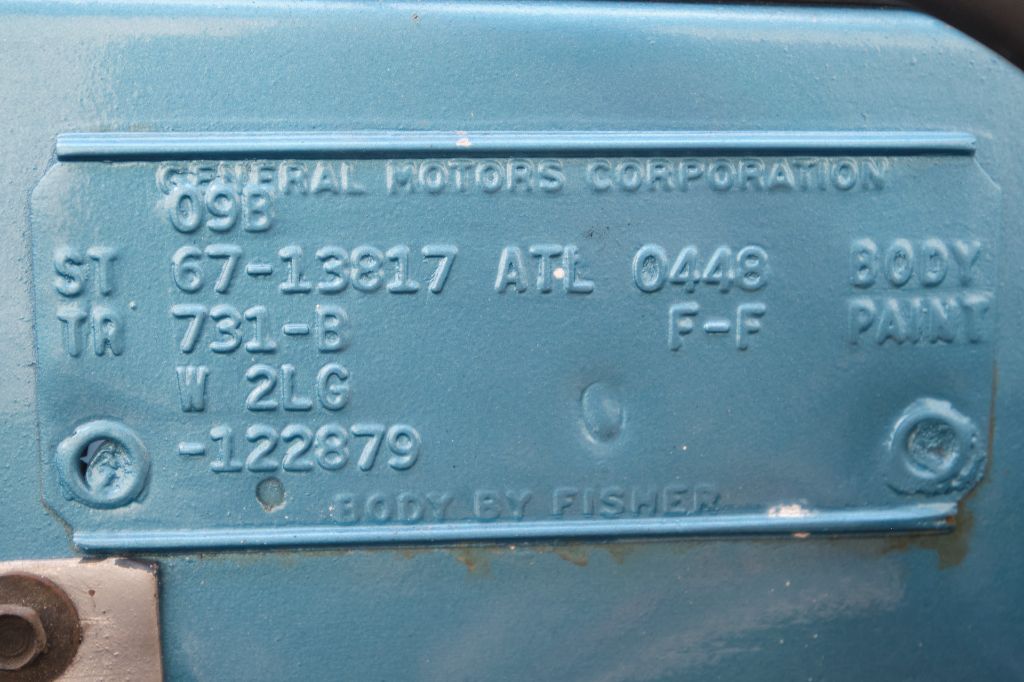 GENERAL MOTORS CORPORATION
09B
ST 67-13817 ATL 0448 BODY
TR 731-B F-F PAINT
W 2LG
-122879
BODY BY FISHER